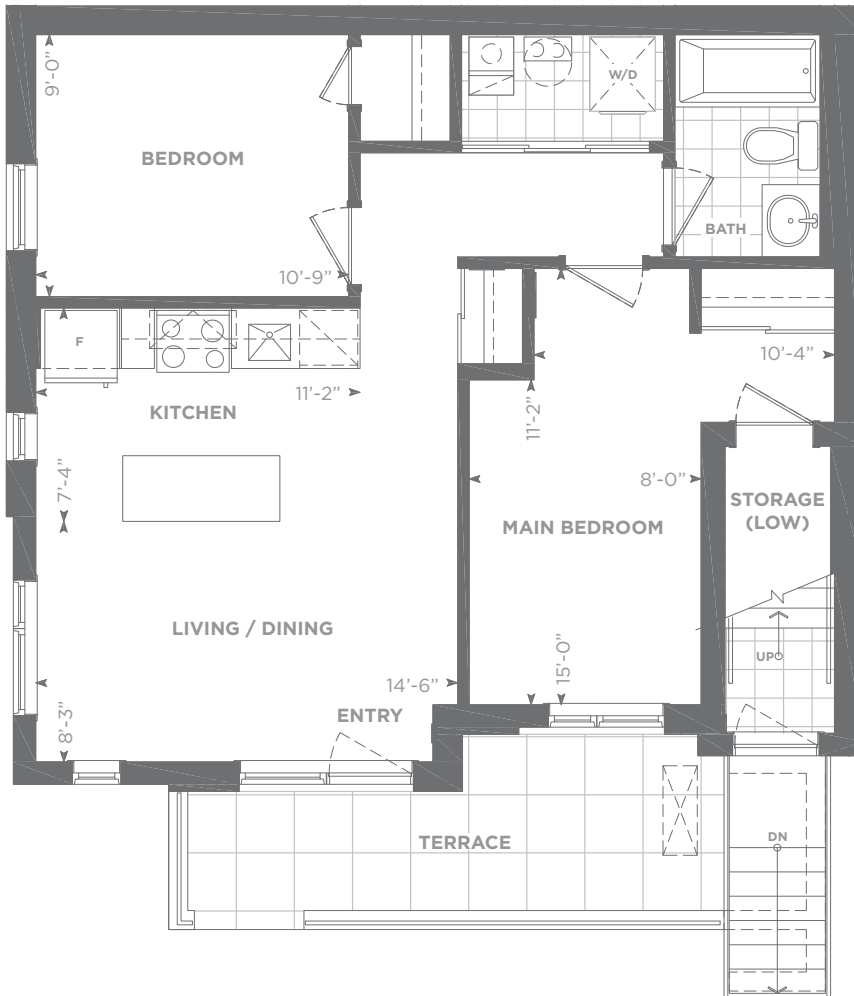 9’-0”
W/D
BEDROOM
BATH
10’-9”
F
10’-4”
11’-2”
KITCHEN
11’-2”
7’-4”
8’-0”
STORAGE
(LOW)
MAIN BEDROOM
LIVING / DINING
UP
15’-0”
14’-6”
8’-3”
ENTRY
TERRACE
DN